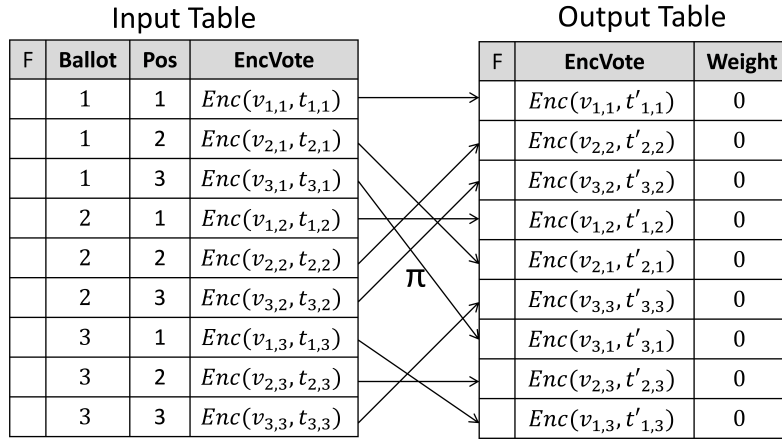 Input Table Output Table
F Ballot Pos EncVote F EncVote Weight
1 1 Enc(v₁,₁, t₁,₁) Enc(v₁,₁, t'₁,₁) 0
1 2 Enc(v₂,₁, t₂,₁) Enc(v₂,₂, t'₂,₂) 0
1 3 Enc(v₃,₁, t₃,₁) Enc(v₃,₂, t'₃,₂) 0
2 1 Enc(v₁,₂, t₁,₂) Enc(v₁,₂, t'₁,₂) 0
2 2 Enc(v₂,₂, t₂,₂) Enc(v₂,₁, t'₂,₁) 0
π
2 3 Enc(v₃,₂, t₃,₂) Enc(v₃,₃, t'₃,₃) 0
3 1 Enc(v₁,₃, t₁,₃) Enc(v₃,₁, t'₃,₁) 0
3 2 Enc(v₂,₃, t₂,₃) Enc(v₂,₃, t'₂,₃) 0
3 3 Enc(v₃,₃, t₃,₃) Enc(v₁,₃, t'₁,₃) 0